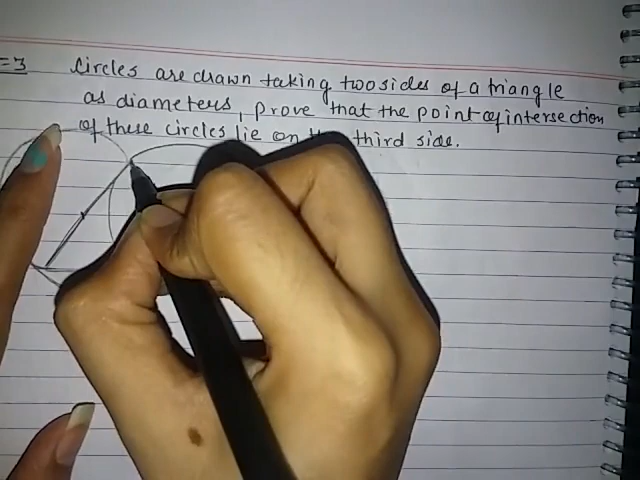 =3 Circles are drawn taking two sides of a triangle
as diameters, prove that the point of intersection
of these circles lie on the third side.